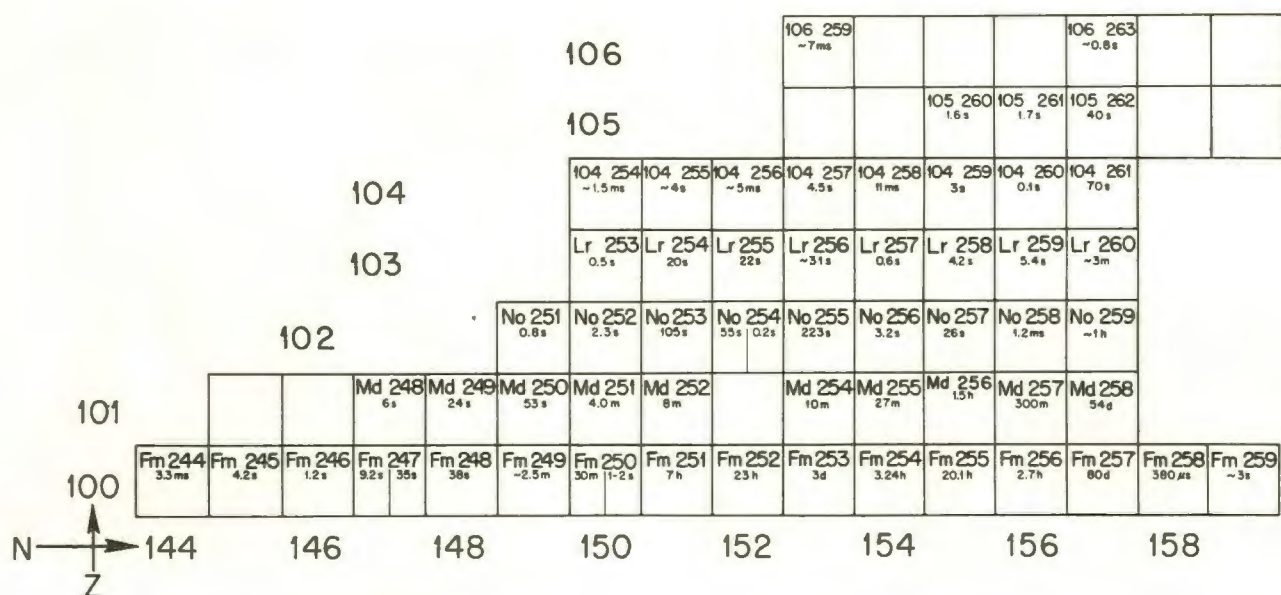 106 259 106 263
~7ms ~0.8s
106
105 260 105 261 105 262
1.6s 1.7s 40s
105
104 254 104 255 104 256 104 257 104 258 104 259 104 260 104 261
~1.5ms ~4s ~5ms 4.5s 11ms 3s 0.1s 70s
104
Lr 253 Lr 254 Lr 255 Lr 256 Lr 257 Lr 258 Lr 259 Lr 260
0.5s 20s 22s ~31s 0.6s 4.2s 5.4s ~3m
103
No 251 No 252 No 253 No 254 No 255 No 256 No 257 No 258 No 259
0.8s 2.3s 105s 55s 0.2s 223s 3.2s 26s 1.2ms ~1h
102
Md 248 Md 249 Md 250 Md 251 Md 252 Md 254 Md 255 Md 256 Md 257 Md 258
6s 24s 53s 4.0m 8m 10m 27m 1.5h 300m 54d
101
Fm 244 Fm 245 Fm 246 Fm 247 Fm 248 Fm 249 Fm 250 Fm 251 Fm 252 Fm 253 Fm 254 Fm 255 Fm 256 Fm 257 Fm 258 Fm 259
3.3ms 4.2s 1.2s 9.2s 35s 38s ~2.5m 30m 1-2s 7h 23h 3d 3.24h 20.1h 2.7h 80d 380µs ~3s
100
N 144 146 148 150 152 154 156 158
Z